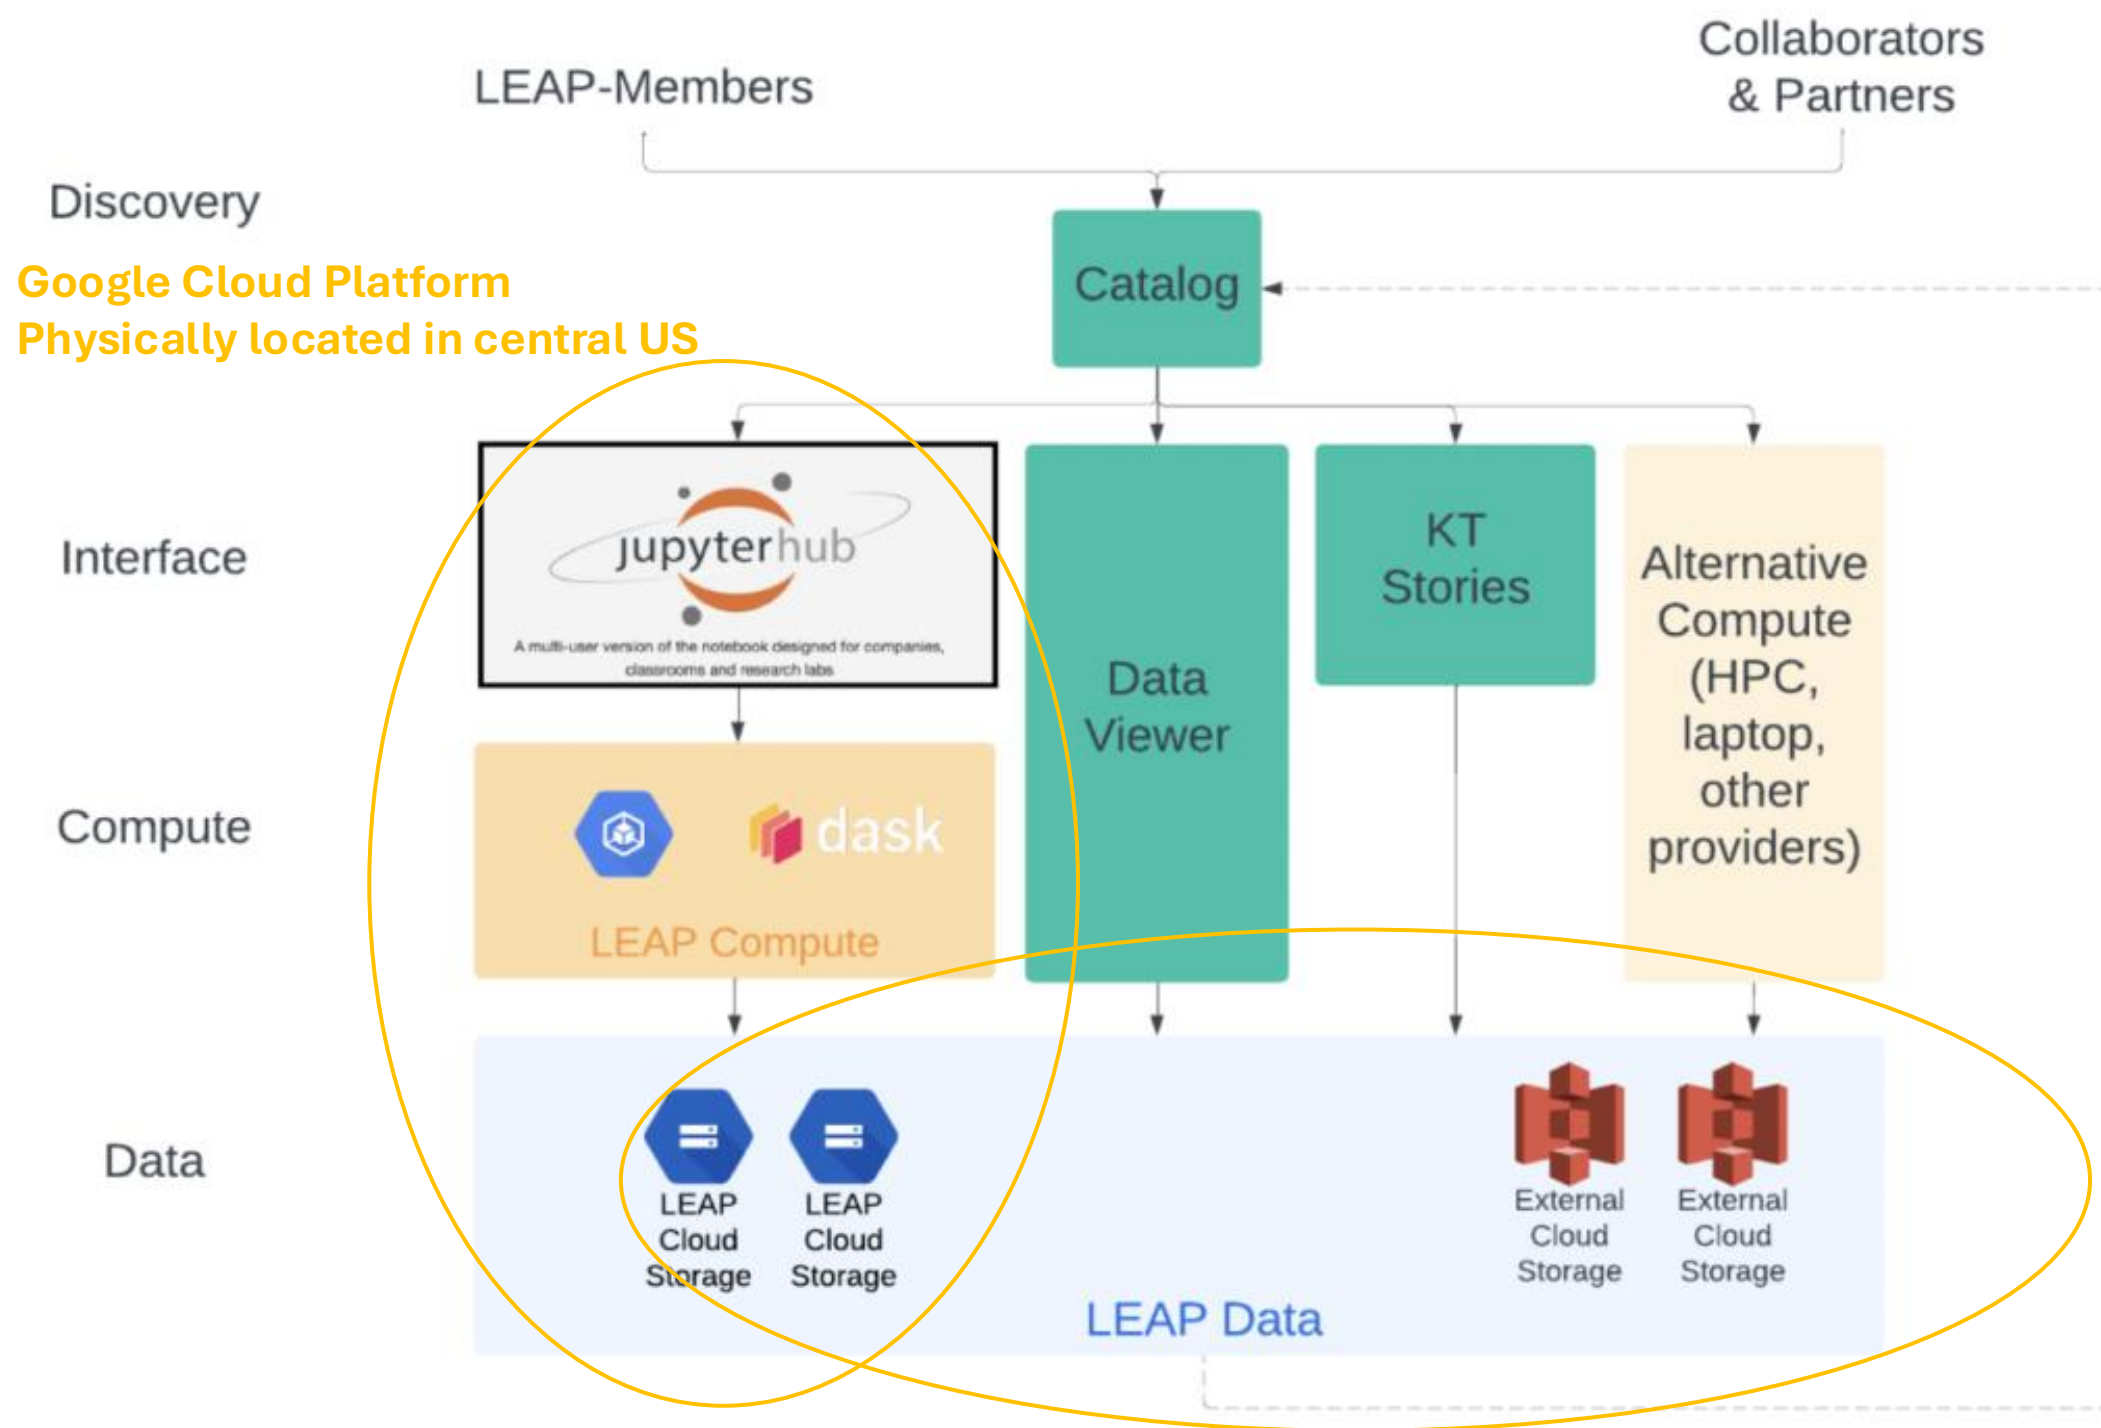 LEAP-Members
Collaborators
& Partners
Discovery
Google Cloud Platform
Physically located in central US
Catalog
Interface
jupyterhub
A multi-user version of the notebook designed for companies,
classrooms and research labs
Data
Viewer
KT
Stories
Alternative
Compute
(HPC,
laptop,
other
providers)
Compute
dask
LEAP Compute
Data
LEAP
Cloud
Storage
LEAP
Cloud
Storage
External
Cloud
Storage
External
Cloud
Storage
LEAP Data